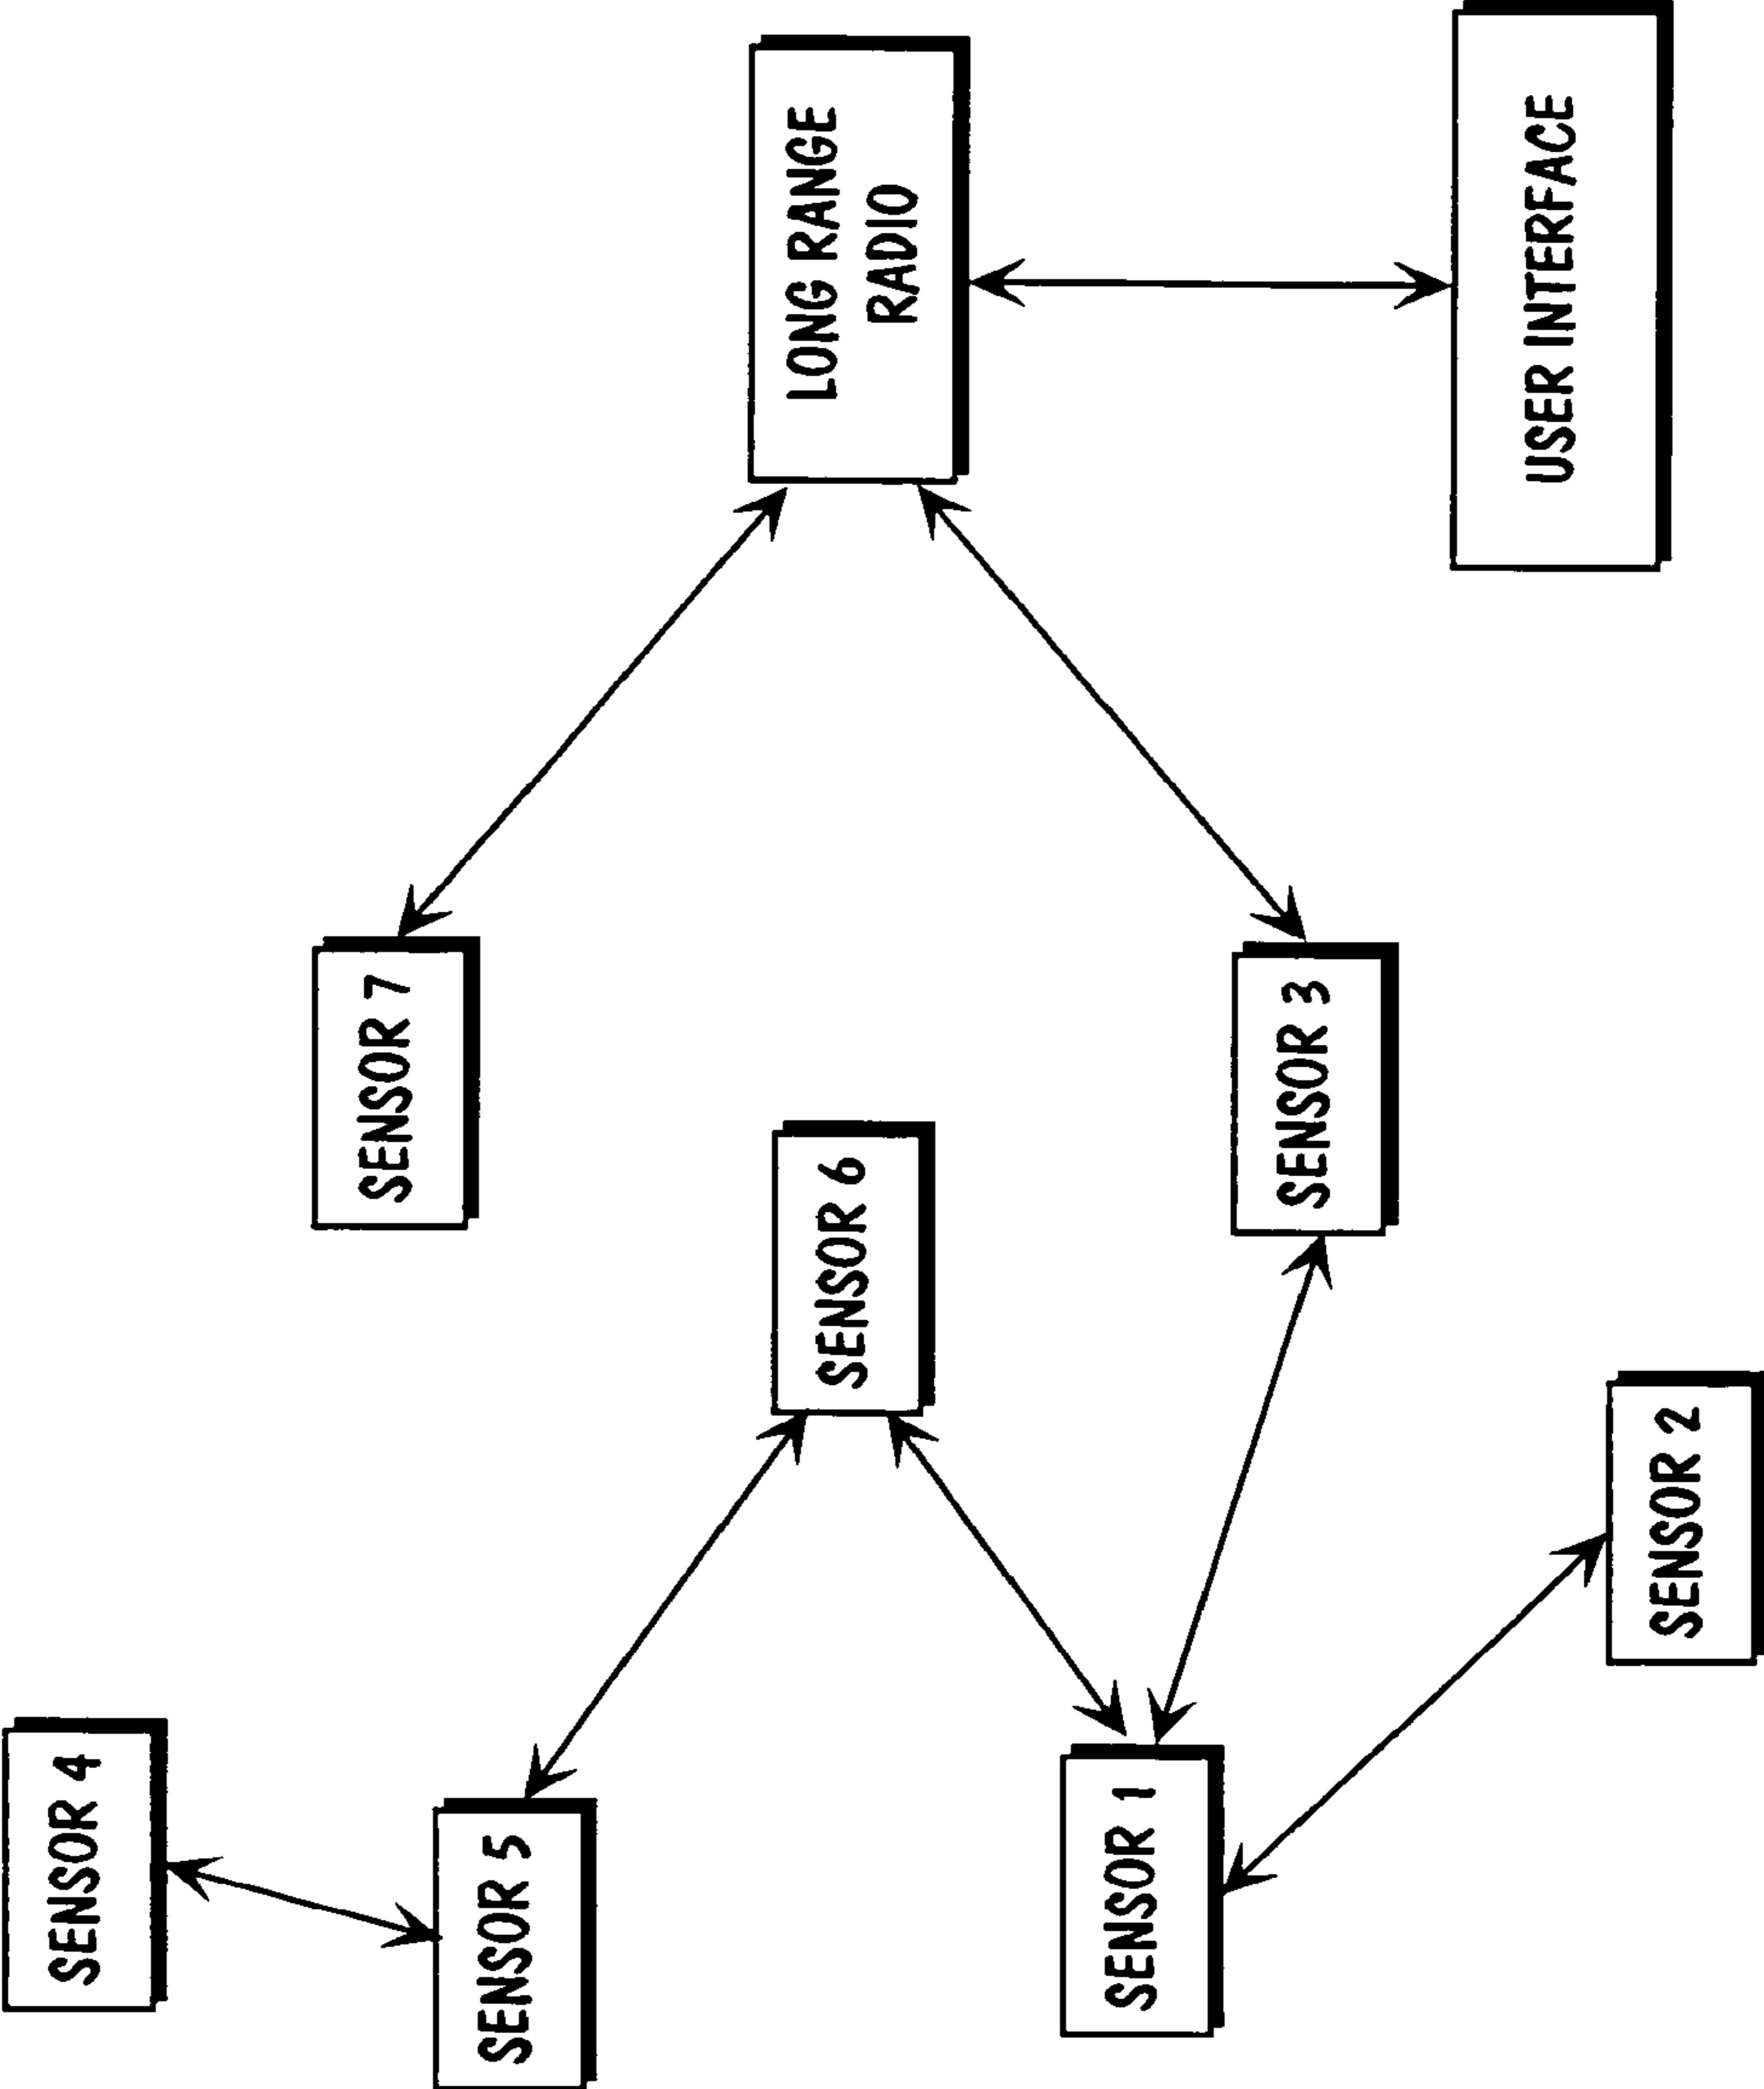 SENSOR 4
SENSOR 5
SENSOR 7
SENSOR 6
LONG RANGE
RADIO
SENSOR 1
SENSOR 3
USER INTERFACE
SENSOR 2